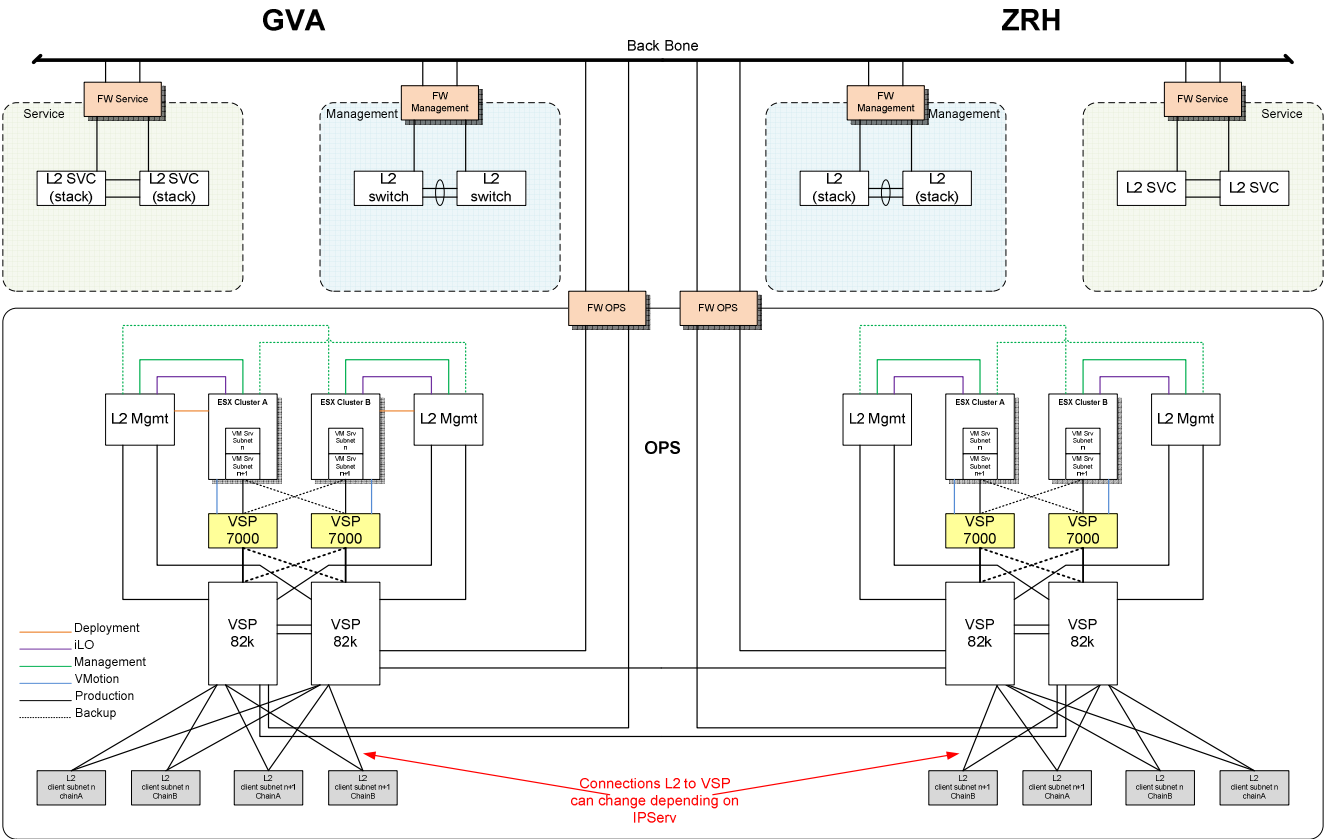 GVA
ZRH
Back Bone
FW Service
Service
FW
Management
Management
FW
Management
Management
FW Service
Service
L2 SVC
(stack)
L2 SVC
(stack)
L2
switch
L2
switch
L2
(stack)
L2
(stack)
L2 SVC
L2 SVC
FW OPS
FW OPS
L2 Mgmt
ESX Cluster A
VM Srv
Subnet
n
VM Srv
Subnet
n+1
ESX Cluster B
VM Srv
Subnet
n
VM Srv
Subnet
n+1
L2 Mgmt
OPS
L2 Mgmt
ESX Cluster A
VM Srv
Subnet
n
VM Srv
Subnet
n+1
ESX Cluster B
VM Srv
Subnet
n
VM Srv
Subnet
n+1
L2 Mgmt
VSP
7000
VSP
7000
VSP
7000
VSP
7000
VSP
82k
VSP
82k
VSP
82k
VSP
82k
Deployment
iLO
Management
VMotion
Production
Backup
L2
client subnet n
chainA
L2
client subnet n
ChainB
L2
client subnet n+1
ChainA
L2
client subnet n+1
ChainB
Connections L2 to VSP
can change depending on
IPServ
L2
client subnet n+1
ChainB
L2
client subnet n+1
ChainA
L2
client subnet n
ChainB
L2
client subnet n
chainA